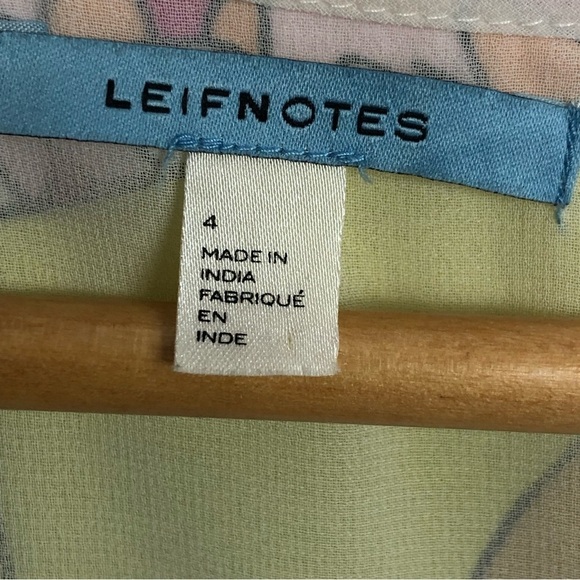 LEIFNOTES
4
MADE IN
INDIA
FABRIQUÉ
EN
INDE